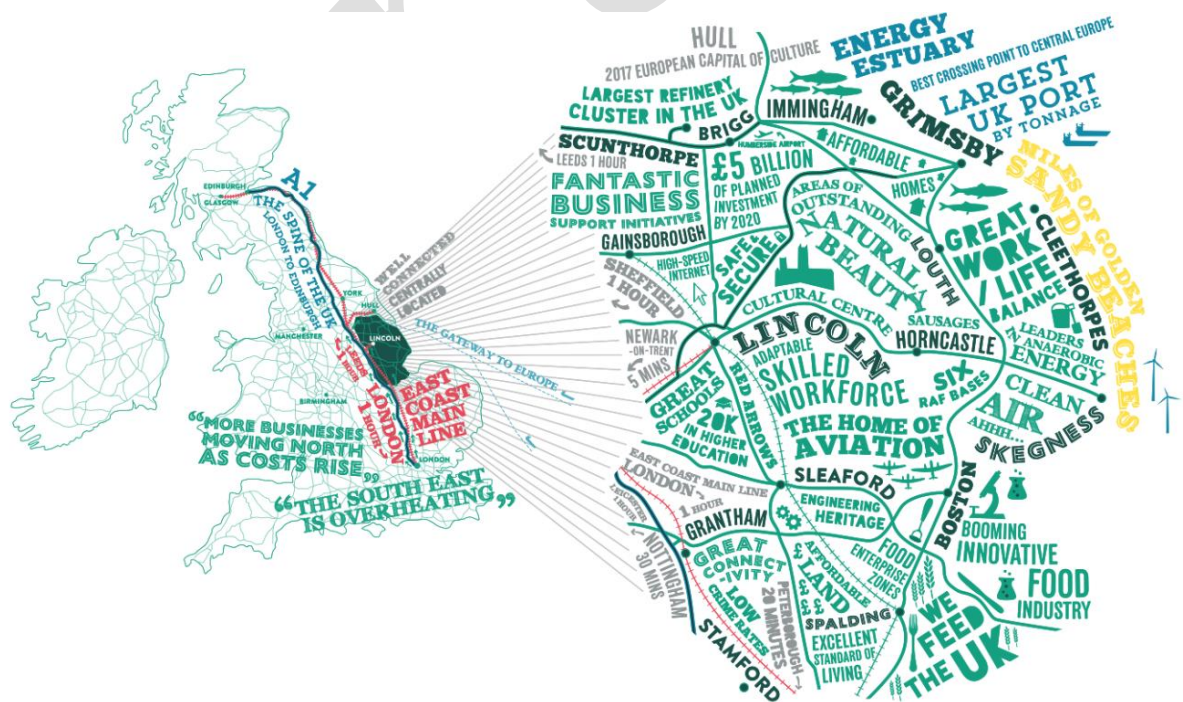 EDINBURGH
GLASGOW
A1
THE SPINE OF THE UK
LONDON TO EDINBURGH
YORK
HULL
MANCHESTER
LINCOLN
BIRMINGHAM
LONDON
LEEDS
1 HOUR
LONDON
1 HOUR
EAST
COAST
MAIN
LINE
WELL
CONNECTED
CENTRALLY
LOCATED
THE GATEWAY TO EUROPE
“MORE BUSINESSES
MOVING NORTH
AS COSTS RISE”
“THE SOUTH EAST
IS OVERHEATING”
HULL
2017 EUROPEAN CAPITAL OF CULTURE
ENERGY
ESTUARY
BEST CROSSING POINT TO CENTRAL EUROPE
LARGEST
UK PORT
BY TONNAGE
LARGEST REFINERY
CLUSTER IN THE UK
IMMINGHAM
GRIMSBY
BRIGG
HUMBERSIDE AIRPORT
SCUNTHORPE
LEEDS 1 HOUR
£5 BILLION
OF PLANNED
INVESTMENT
BY 2020
AFFORDABLE
HOMES
MILES OF GOLDEN
SANDY BEACHES
FANTASTIC
BUSINESS
SUPPORT INITIATIVES
GAINSBOROUGH
HIGH-SPEED
INTERNET
SAFE &
SECURE
AREAS OF
OUTSTANDING
NATURAL
BEAUTY
LOUTH
GREAT
WORK
/ LIFE
BALANCE
CLEETHORPES
SHEFFIELD
1 HOUR
CULTURAL CENTRE
LINCOLN
SAUSAGES
HORNCASTLE
LEADERS
IN ANAEROBIC
ENERGY
NEWARK
-ON-TRENT
5 MINS
ADAPTABLE
SKILLED
WORKFORCE
SIX
RAF BASES
CLEAN
AIR
AHHH...
SKEGNESS
GREAT
SCHOOLS
20K
IN HIGHER
EDUCATION
RED ARROWS
THE HOME OF
AVIATION
SLEAFORD
EAST COAST MAIN LINE
LONDON
1 HOUR
LEICESTER
1 HOUR
NOTTINGHAM
30 MINS
GRANTHAM
ENGINEERING
HERITAGE
BOSTON
BOOMING
INNOVATIVE
FOOD
INDUSTRY
GREAT
CONNECT
-IVITY
LOW
CRIME RATES
PETERBOROUGH
20 MINUTES
£ AFFORDABLE
LAND
££
££
FOOD
ENTERPRISE
ZONES
SPALDING
EXCELLENT
STANDARD OF
LIVING
STAMFORD
WE
FEED
THE UK